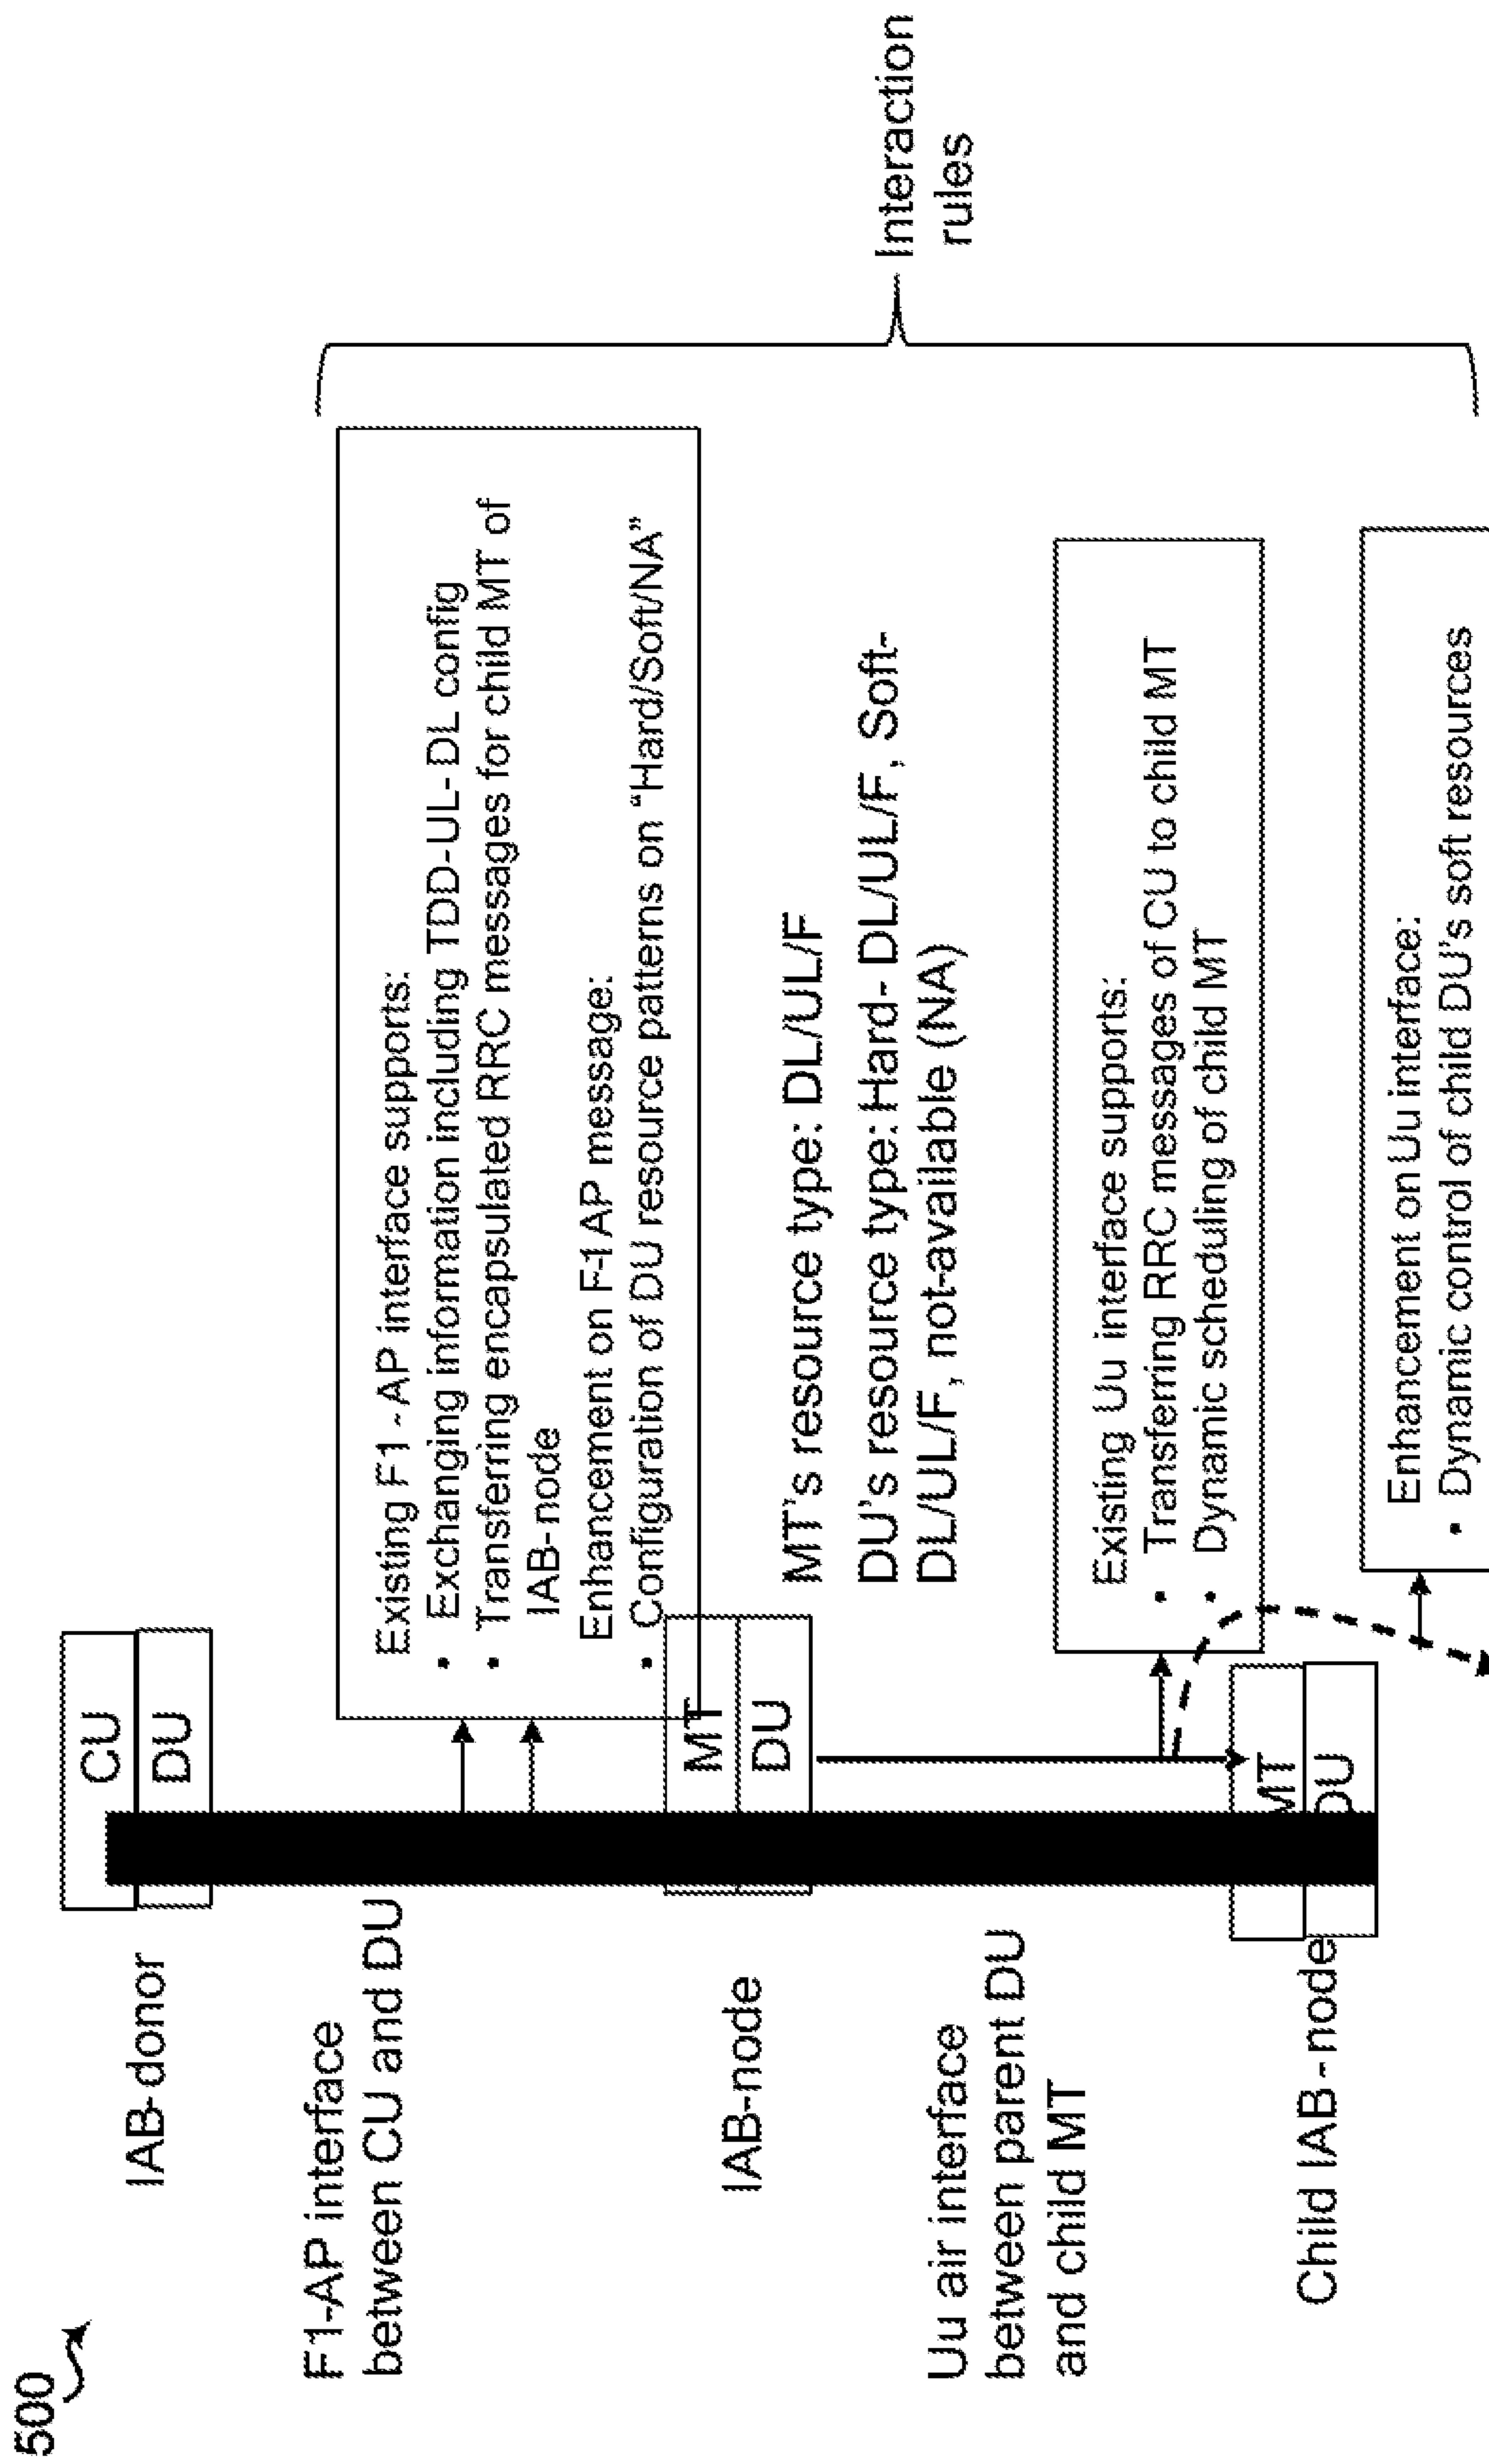 500
IAB-donor
CU
DU
F1-AP interface
between CU and DU
Existing F1 -AP interface supports:
• Exchanging information including TDD-UL-DL config
• Transferring encapsulated RRC messages for child MT of
IAB-node
Enhancement on F-1AP message:
• Configuration of DU resource patterns on "Hard/Soft/NA"
Interaction
rules
IAB-node
MT
DU
MT's resource type: DL/UL/F
DU's resource type: Hard- DL/UL/F, Soft-
DL/UL/F, not-available (NA)
Uu air interface
between parent DU
and child MT
Existing Uu interface supports:
• Transferring RRC messages of CU to child MT
• Dynamic scheduling of child MT
Child IAB-node
MT
DU
Enhancement on Uu interface:
• Dynamic control of child DU's soft resources